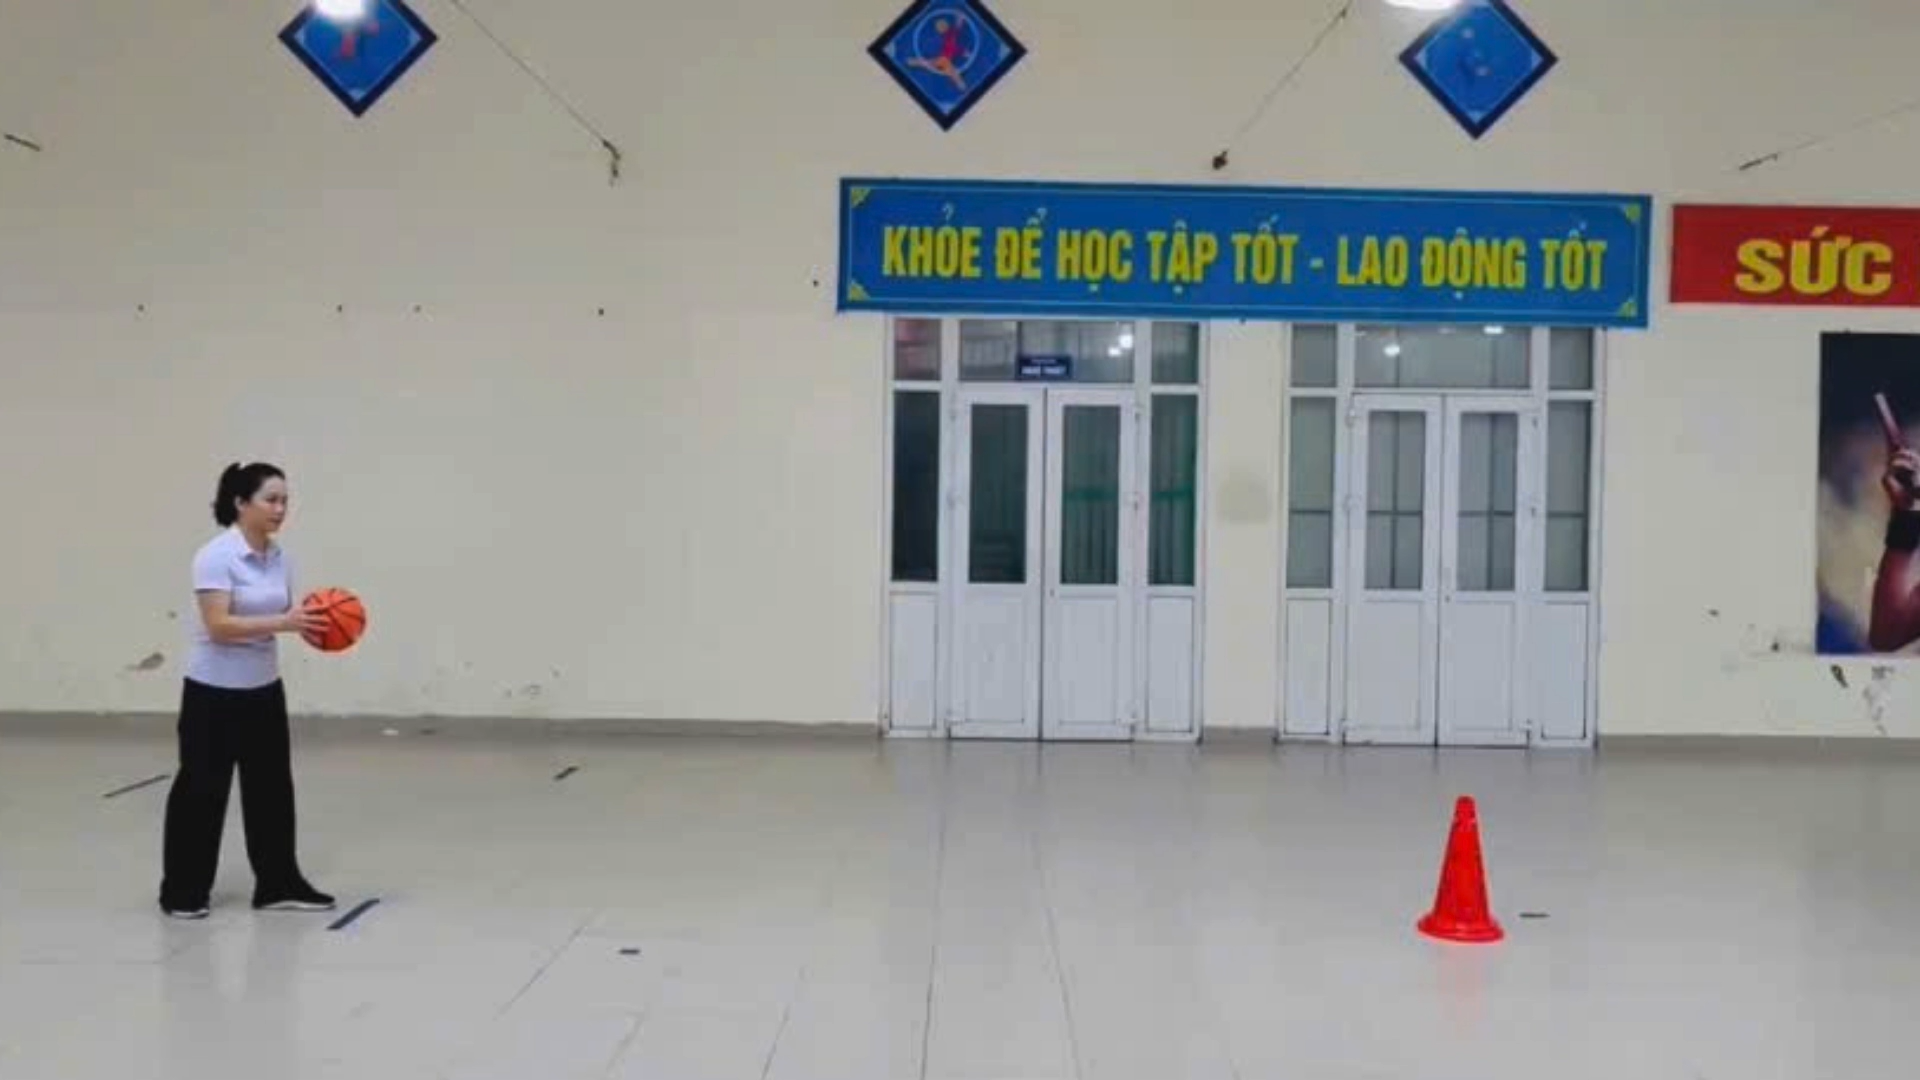 KHỎE ĐỂ HỌC TẬP TỐT - LAO ĐỘNG TỐT
SỨC